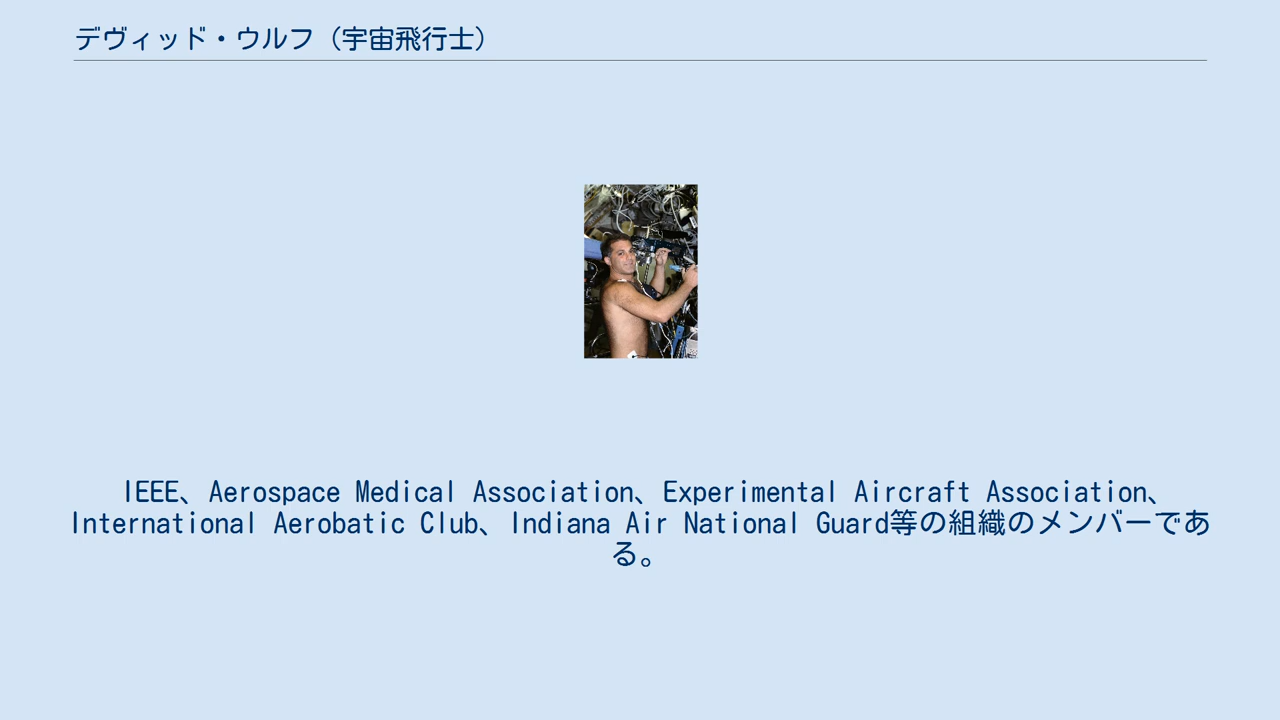 デヴィッド・ウルフ（宇宙飛行士）
IEEE、Aerospace Medical Association、Experimental Aircraft Association、
International Aerobatic Club、Indiana Air National Guard等の組織のメンバーであ
る。